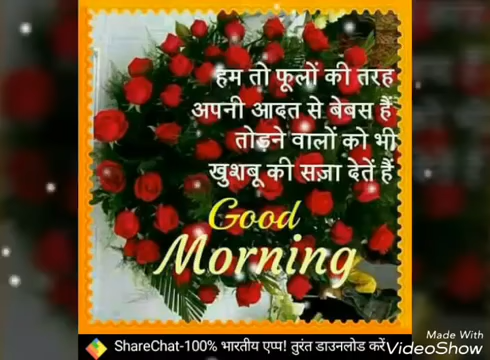 हम तो फूलों की तरह
अपनी आदत से बेबस हैं
तोड़ने वालों को भी
खुशबू की सज़ा देतें हैं
Good
Morning
ShareChat-100% भारतीय एप्प! तुरंत डाउनलोड करें
Made With
VideoShow